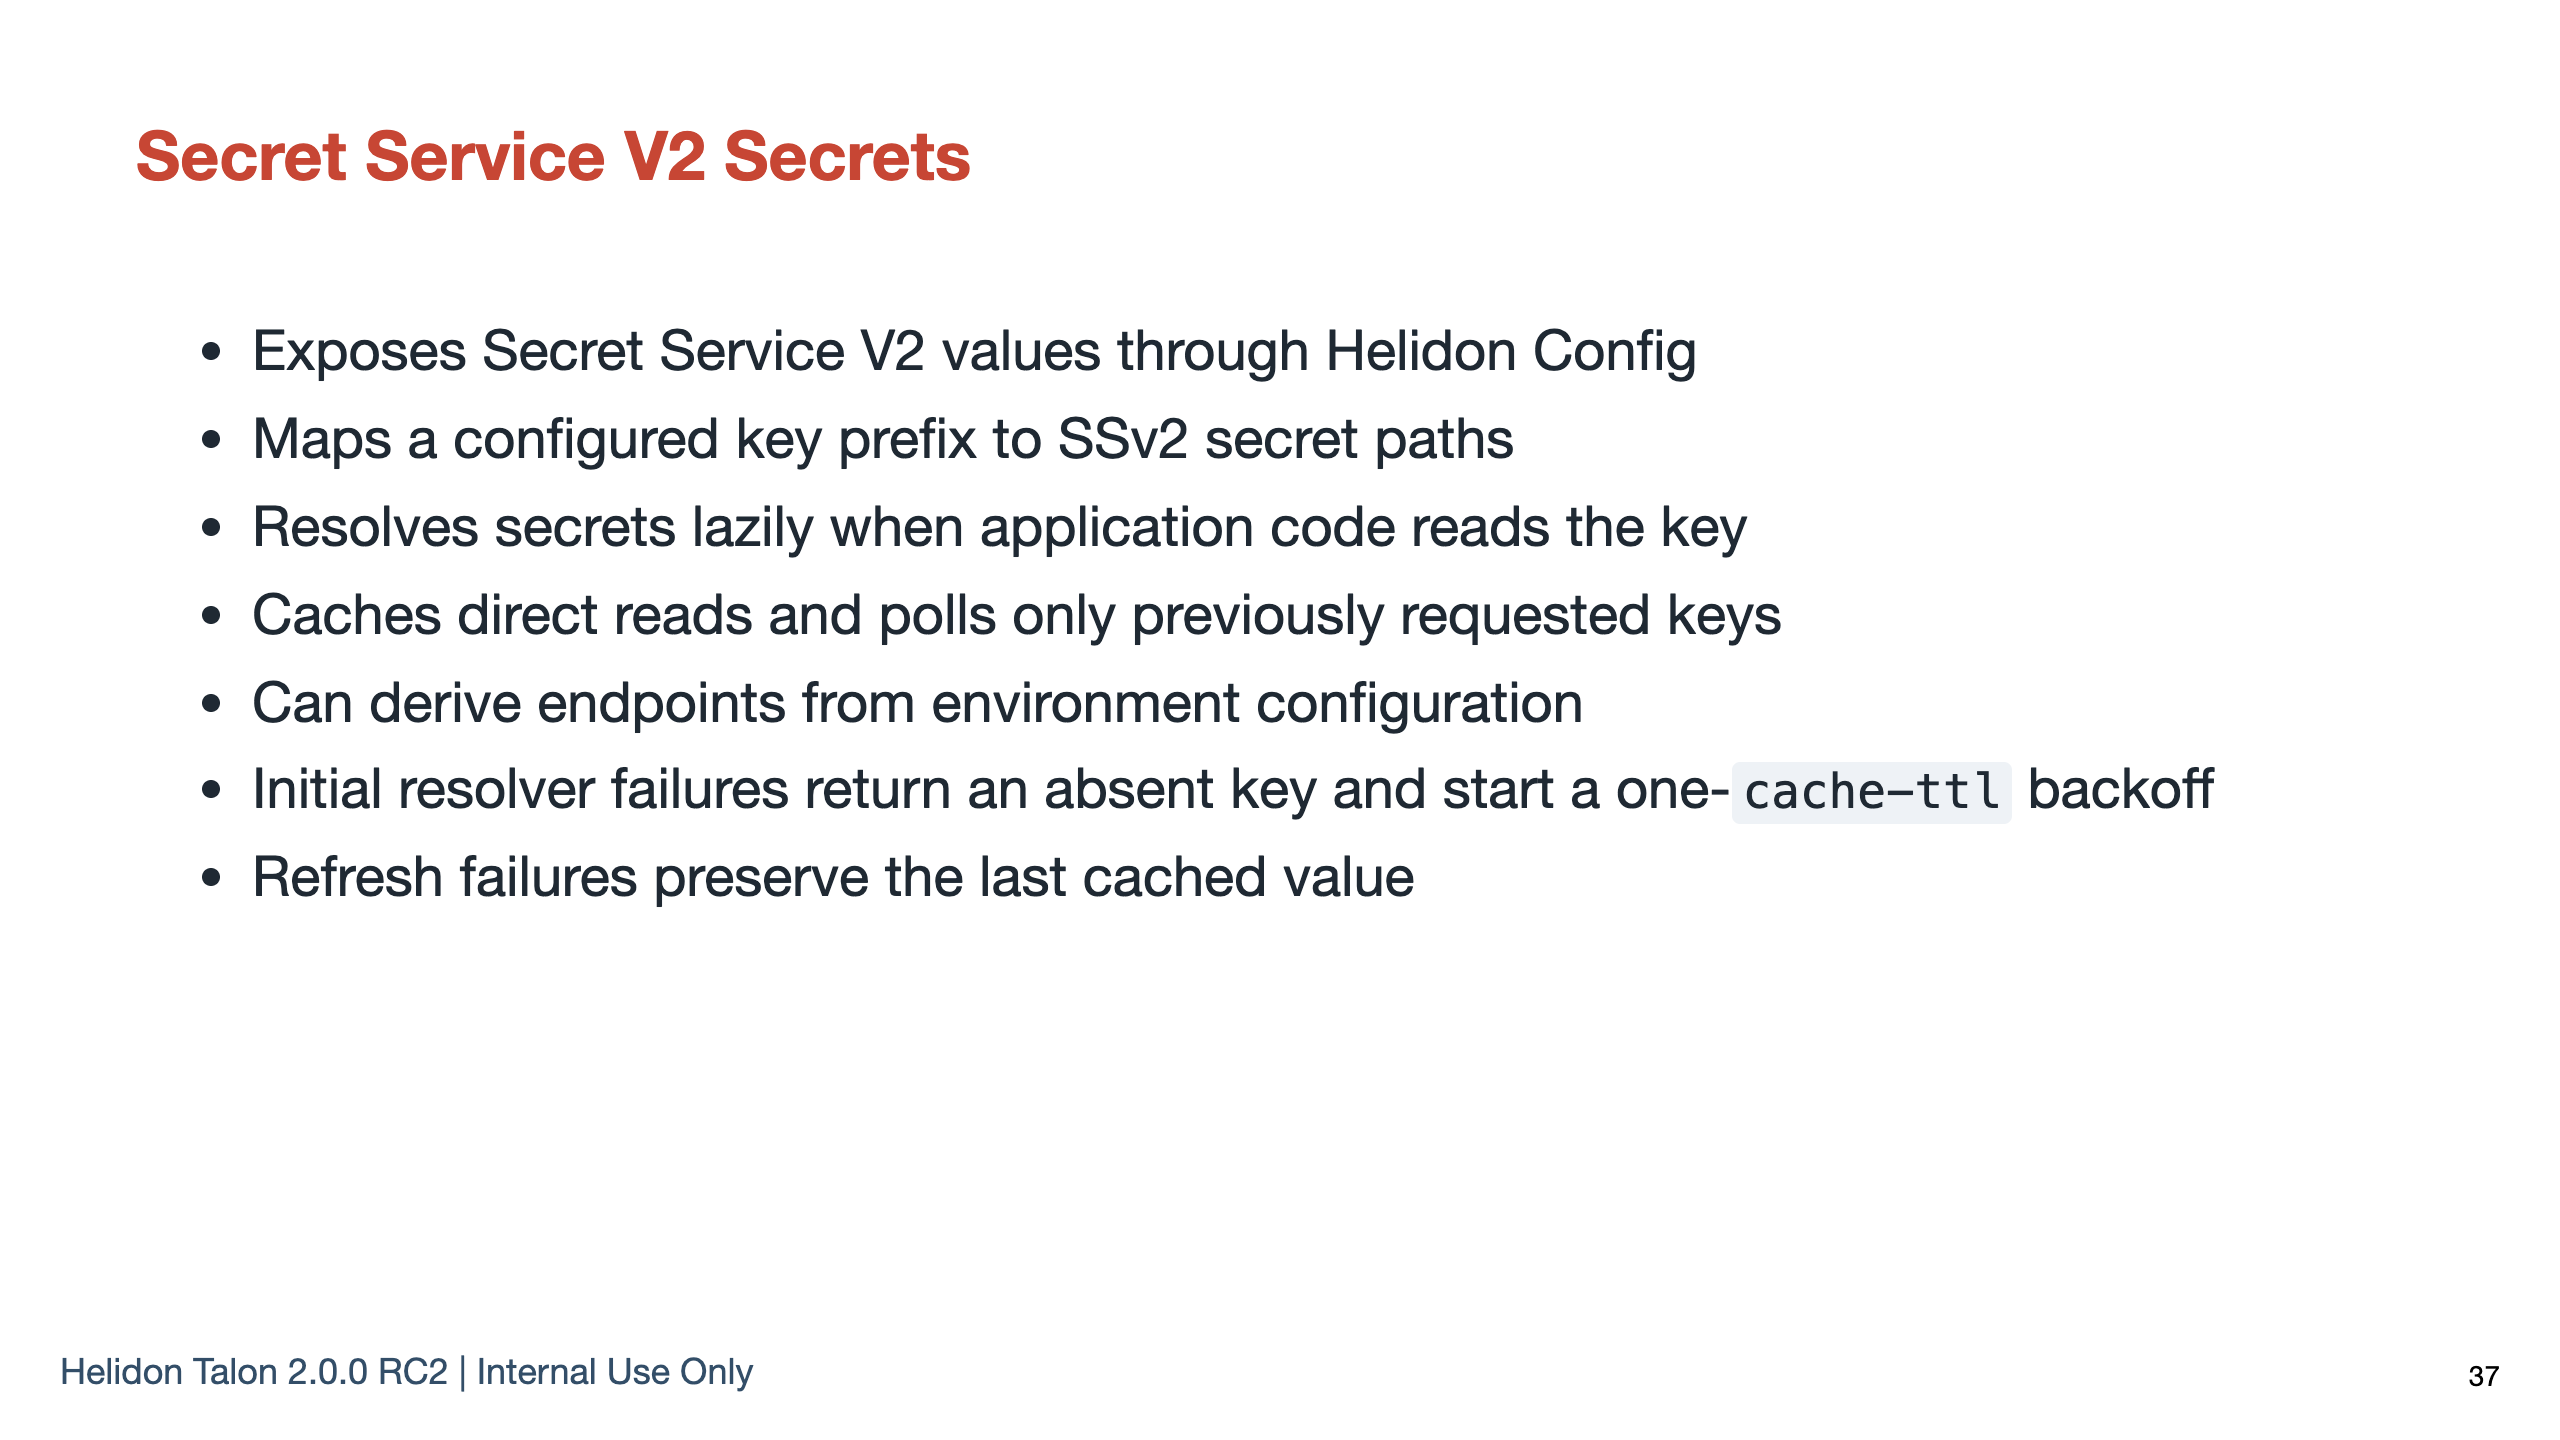 Secret Service V2 Secrets
• Exposes Secret Service V2 values through Helidon Config
• Maps a configured key prefix to SSv2 secret paths
• Resolves secrets lazily when application code reads the key
• Caches direct reads and polls only previously requested keys
• Can derive endpoints from environment configuration
• Initial resolver failures return an absent key and start a one-cache-ttl backoff
• Refresh failures preserve the last cached value
Helidon Talon 2.0.0 RC2 | Internal Use Only
37